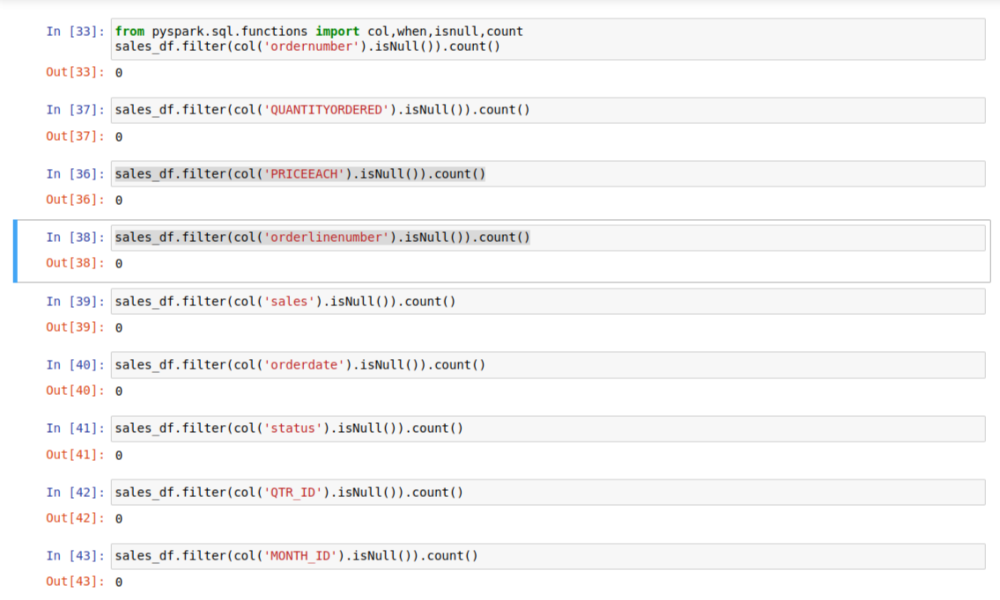 In [33]: from pyspark.sql.functions import col,when,isnull,count
sales_df.filter(col('ordernumber').isNull()).count()
Out[33]: 0
In [37]: sales_df.filter(col('QUANTITYORDERED').isNull()).count()
Out[37]: 0
In [36]: sales_df.filter(col('PRICEEACH').isNull()).count()
Out[36]: 0
In [38]: sales_df.filter(col('orderlinenumber').isNull()).count()
Out[38]: 0
In [39]: sales_df.filter(col('sales').isNull()).count()
Out[39]: 0
In [40]: sales_df.filter(col('orderdate').isNull()).count()
Out[40]: 0
In [41]: sales_df.filter(col('status').isNull()).count()
Out[41]: 0
In [42]: sales_df.filter(col('QTR_ID').isNull()).count()
Out[42]: 0
In [43]: sales_df.filter(col('MONTH_ID').isNull()).count()
Out[43]: 0